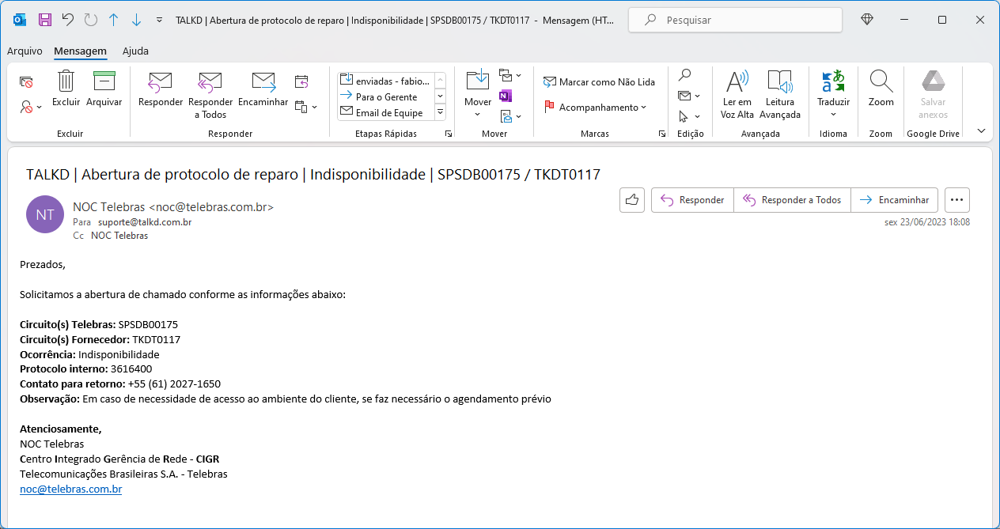 TALKD | Abertura de protocolo de reparo | Indisponibilidade | SPSDB00175 / TKDT0117 - Mensagem (HT...
Pesquisar
Arquivo Mensagem Ajuda
Excluir
Arquivar
Excluir
Responder
Responder a Todos
Encaminhar
Responder
enviadas - fabio...
Para o Gerente
Email de Equipe
Etapas Rápidas
Mover
Mover
Marcar como Não Lida
Acompanhamento
Marcas
Edição
Ler em Voz Alta
Leitura Avançada
Avançada
Traduzir
Idioma
Zoom
Zoom
Salvar anexos
Google Drive
TALKD | Abertura de protocolo de reparo | Indisponibilidade | SPSDB00175 / TKDT0117
NT
NOC Telebras <noc@telebras.com.br>
Para suporte@talkd.com.br
Cc NOC Telebras
Responder
Responder a Todos
Encaminhar
sex 23/06/2023 18:08
Prezados,
Solicitamos a abertura de chamado conforme as informações abaixo:
Circuito(s) Telebras: SPSDB00175
Circuito(s) Fornecedor: TKDT0117
Ocorrência: Indisponibilidade
Protocolo interno: 3616400
Contato para retorno: +55 (61) 2027-1650
Observação: Em caso de necessidade de acesso ao ambiente do cliente, se faz necessário o agendamento prévio
Atenciosamente,
NOC Telebras
Centro Integrado Gerência de Rede - CIGR
Telecomunicações Brasileiras S.A. - Telebras
noc@telebras.com.br